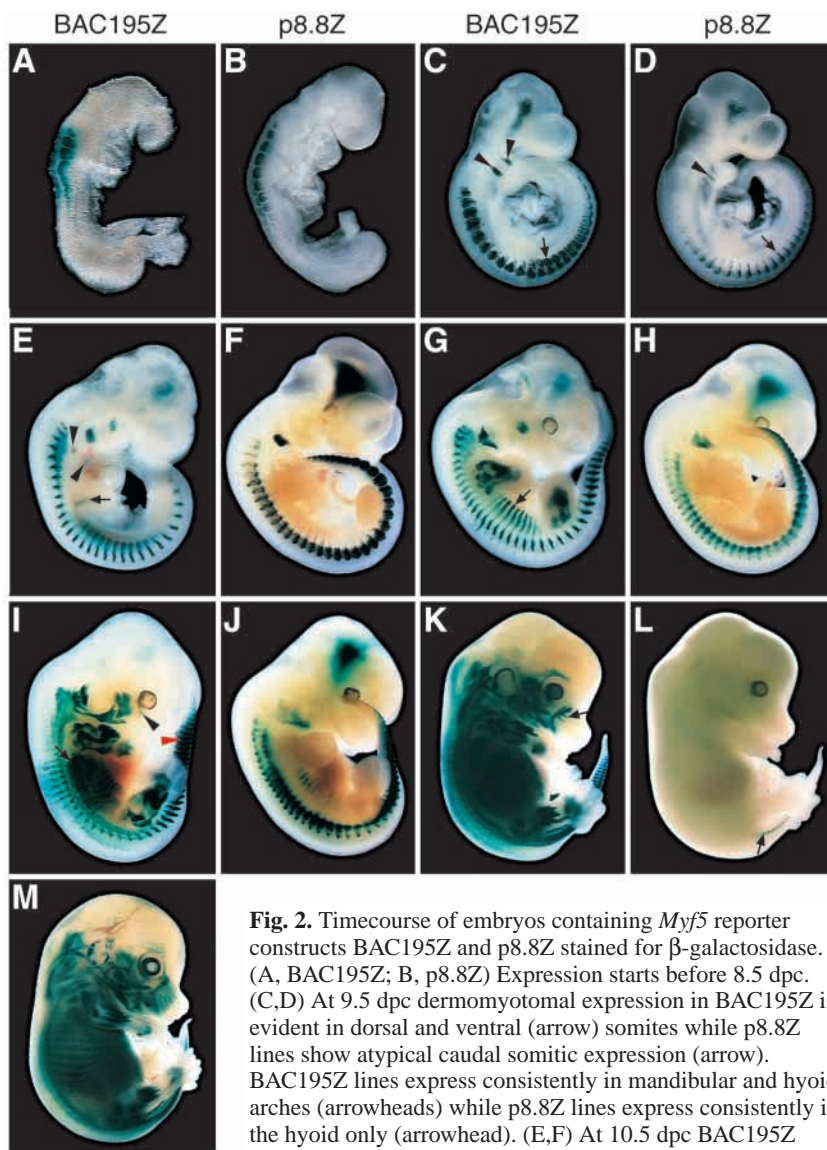 BAC195Z p8.8Z BAC195Z p8.8Z
A B C D
E F G H
I J K L
M
Fig. 2. Timecourse of embryos containing Myf5 reporter
constructs BAC195Z and p8.8Z stained for β-galactosidase.
(A, BAC195Z; B, p8.8Z) Expression starts before 8.5 dpc.
(C,D) At 9.5 dpc dermomyotomal expression in BAC195Z i
evident in dorsal and ventral (arrow) somites while p8.8Z
lines show atypical caudal somitic expression (arrow).
BAC195Z lines express consistently in mandibular and hyoi
arches (arrowheads) while p8.8Z lines express consistently i
the hyoid only (arrowhead). (E,F) At 10.5 dpc BAC195Z